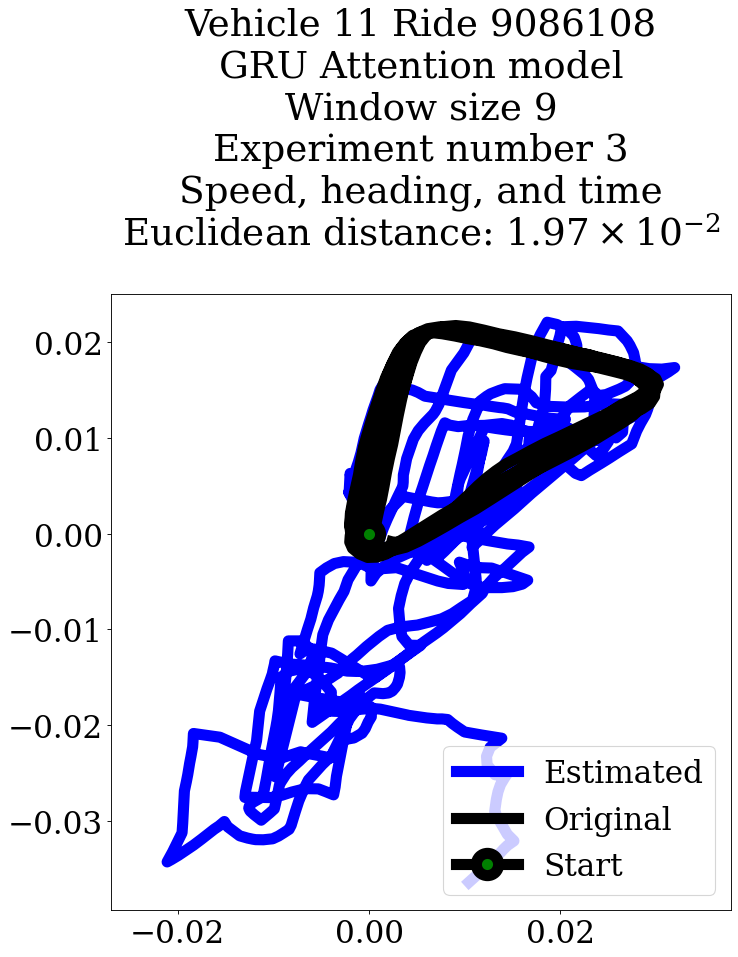 Vehicle 11 Ride 9086108
GRU Attention model
Window size 9
Experiment number 3
Speed, heading, and time
Euclidean distance: 1.97 × 10⁻²
0.02
0.01
0.00
−0.01
−0.02
−0.03
Estimated
Original
Start
−0.02 0.00 0.02